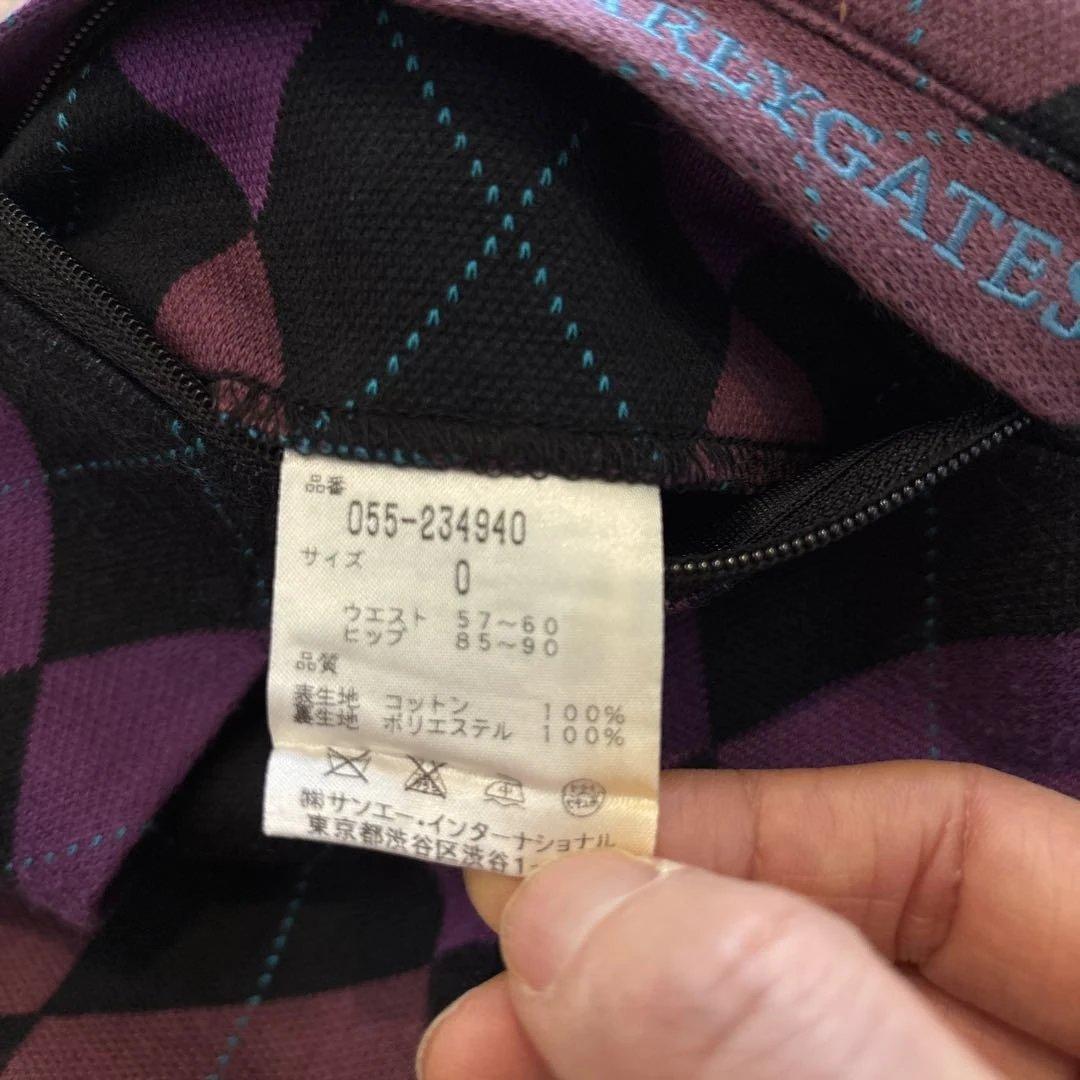 ARLYGATES
品番
055-234940
サイズ
0
ウエスト 57〜60
ヒップ 85〜90
品質
表生地 コットン 100%
裏生地 ポリエステル 100%
中
㈱サンエー・インターナショナル
東京都渋谷区渋谷1-